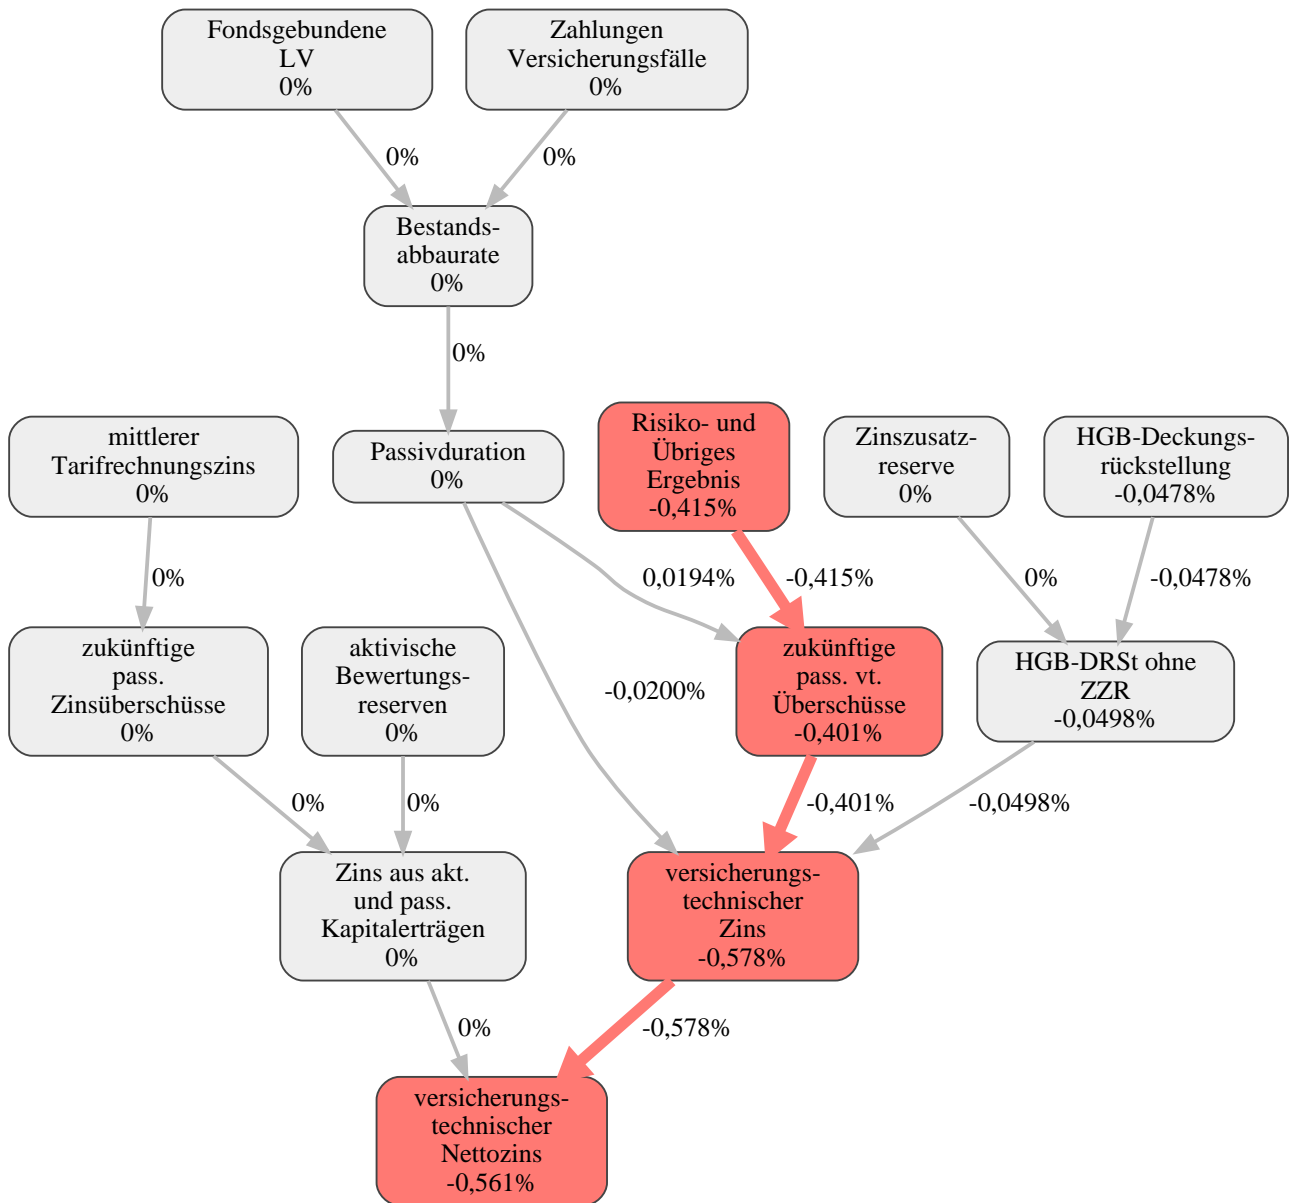 Fondsgebundene
LV
0%
Zahlungen
Versicherungsfälle
0%
0%
0%
Bestands-
abbaurate
0%
0%
mittlerer
Tarifrechnungszins
0%
Passivduration
0%
Risiko- und
Übriges
Ergebnis
-0,415%
Zinszusatz-
reserve
0%
HGB-Deckungs-
rückstellung
-0,0478%
0%
0,0194%
-0,415%
0%
-0,0478%
zukünftige
pass.
Zinsüberschüsse
0%
aktivische
Bewertungs-
reserven
0%
-0,0200%
zukünftige
pass. vt.
Überschüsse
-0,401%
HGB-DRSt ohne
ZZR
-0,0498%
0%
0%
-0,401%
-0,0498%
Zins aus akt.
und pass.
Kapitalerträgen
0%
versicherungs-
technischer
Zins
-0,578%
0%
-0,578%
versicherungs-
technischer
Nettozins
-0,561%